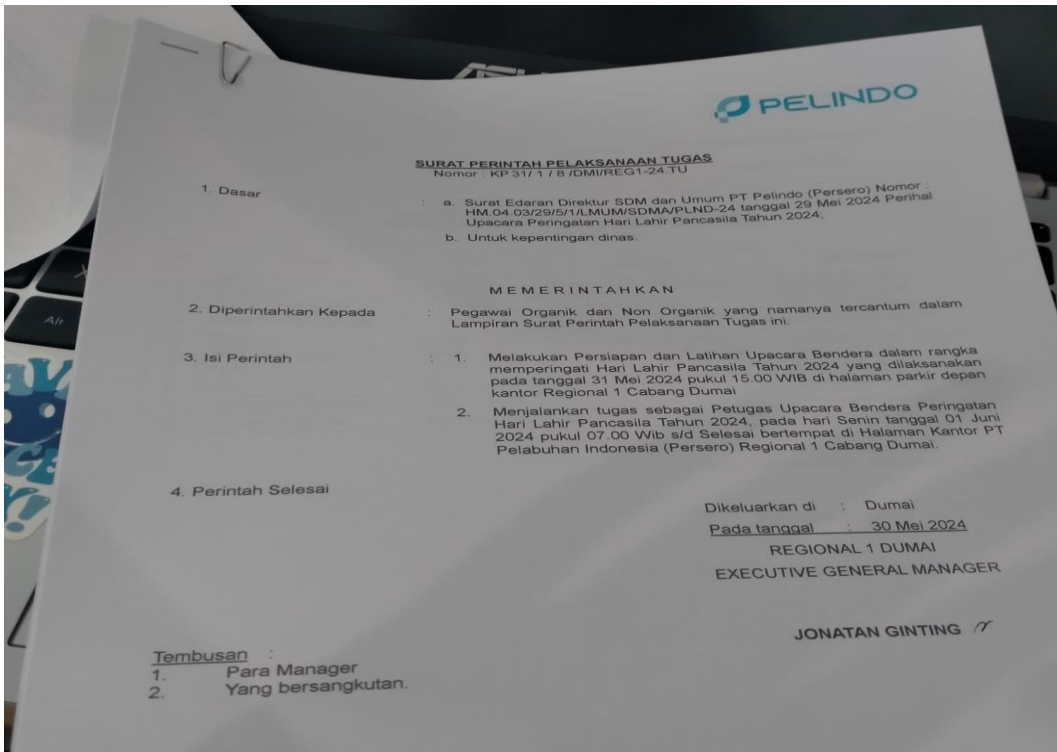 ASUS
PELINDO
SURAT PERINTAH PELAKSANAAN TUGAS
Nomor : KP.31/ 1 / 8 /DMI/REG1-24.TU
1. Dasar : a. Surat Edaran Direktur SDM dan Umum PT Pelindo (Persero) Nomor :
HM.04.03/29/5/1/LMUM/SDMA/PLND-24 tanggal 29 Mei 2024 Perihal
Upacara Peringatan Hari Lahir Pancasila Tahun 2024;
b. Untuk kepentingan dinas.
M E M E R I N T A H K A N
2. Diperintahkan Kepada : Pegawai Organik dan Non Organik yang namanya tercantum dalam
Lampiran Surat Perintah Pelaksanaan Tugas ini.
3. Isi Perintah : 1. Melakukan Persiapan dan Latihan Upacara Bendera dalam rangka
memperingati Hari Lahir Pancasila Tahun 2024 yang dilaksanakan
pada tanggal 31 Mei 2024 pukul 15.00 WIB di halaman parkir depan
kantor Regional 1 Cabang Dumai
2. Menjalankan tugas sebagai Petugas Upacara Bendera Peringatan
Hari Lahir Pancasila Tahun 2024, pada hari Senin tanggal 01 Juni
2024 pukul 07.00 Wib s/d Selesai bertempat di Halaman Kantor PT
Pelabuhan Indonesia (Persero) Regional 1 Cabang Dumai.
4. Perintah Selesai
Dikeluarkan di : Dumai
Pada tanggal : 30 Mei 2024
REGIONAL 1 DUMAI
EXECUTIVE GENERAL MANAGER
JONATAN GINTING
Tembusan :
1. Para Manager
2. Yang bersangkutan.
Alt